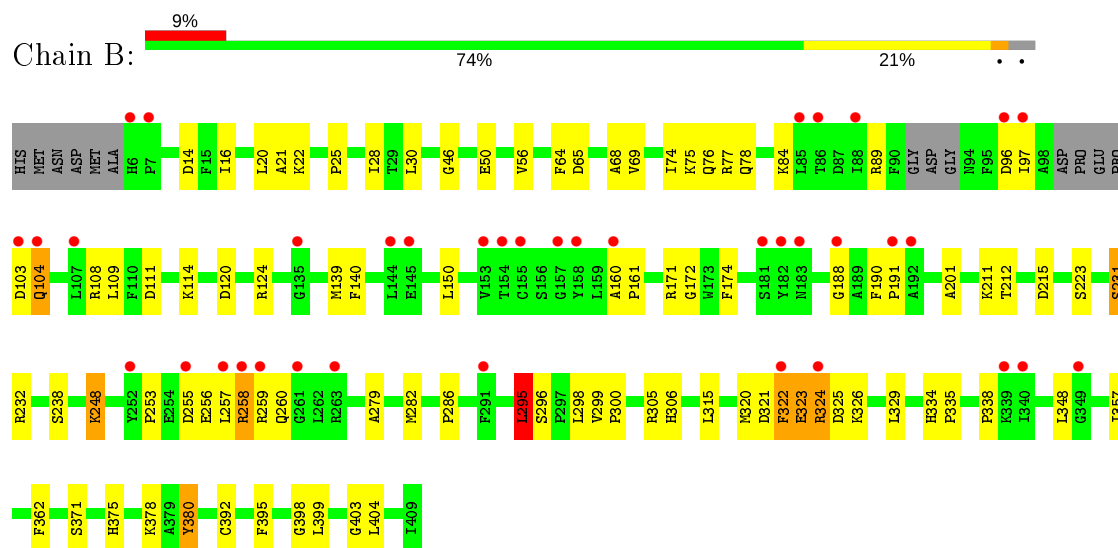 9%
Chain B:
74% 21% • •
HIS MET ASN ASP MET ALA H6 P7 D14 F15 I16 L20 A21 K22 P25 I28 T29 L30 G46 E50 V56 F64 D65 A68 V69 I74 K75 Q76 R77 Q78 K84 L85 T86 D87 I88 R89 F90 GLY ASP GLY N94 F95 D96 I97 A98 ASP PRO GLU
D103 Q104 L107 R108 L109 F110 D111 K114 D120 R124 G135 M139 F140 L144 E145 L150 V153 T154 C155 S156 G157 Y158 L159 A160 P161 R171 G172 W173 F174 S181 Y182 N183 G188 A189 F190 P191 A192 A201 K211 T212 D215 S223
R232 S238 K248 Y252 P253 E254 D255 E256 L257 R258 R259 Q260 G261 L262 R263 A279 M282 P286 F291 L295 S296 P297 L298 V299 P300 R305 H306 L315 M320 D321 F322 E323 R324 D325 K326 L329 H334 P335 P338 K339 I340 L348 G349
F362 S371 H375 K378 A379 Y380 C392 F395 G398 L399 G403 L404 I409